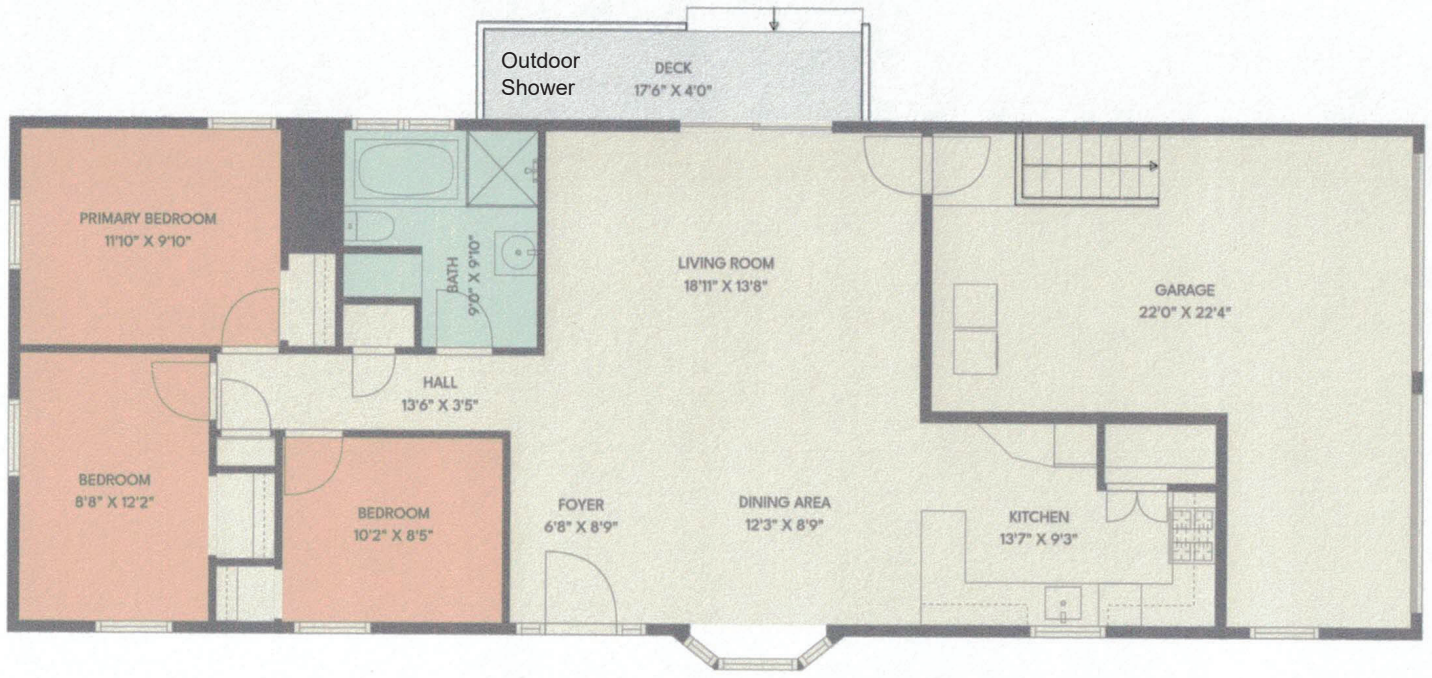 Outdoor
Shower
DECK
17'6" X 4'0"
PRIMARY BEDROOM
11'10" X 9'10"
BATH
9'0" X 9'10"
LIVING ROOM
18'11" X 13'8"
GARAGE
22'0" X 22'4"
HALL
13'6" X 3'5"
BEDROOM
8'8" X 12'2"
BEDROOM
10'2" X 8'5"
FOYER
6'8" X 8'9"
DINING AREA
12'3" X 8'9"
KITCHEN
13'7" X 9'3"